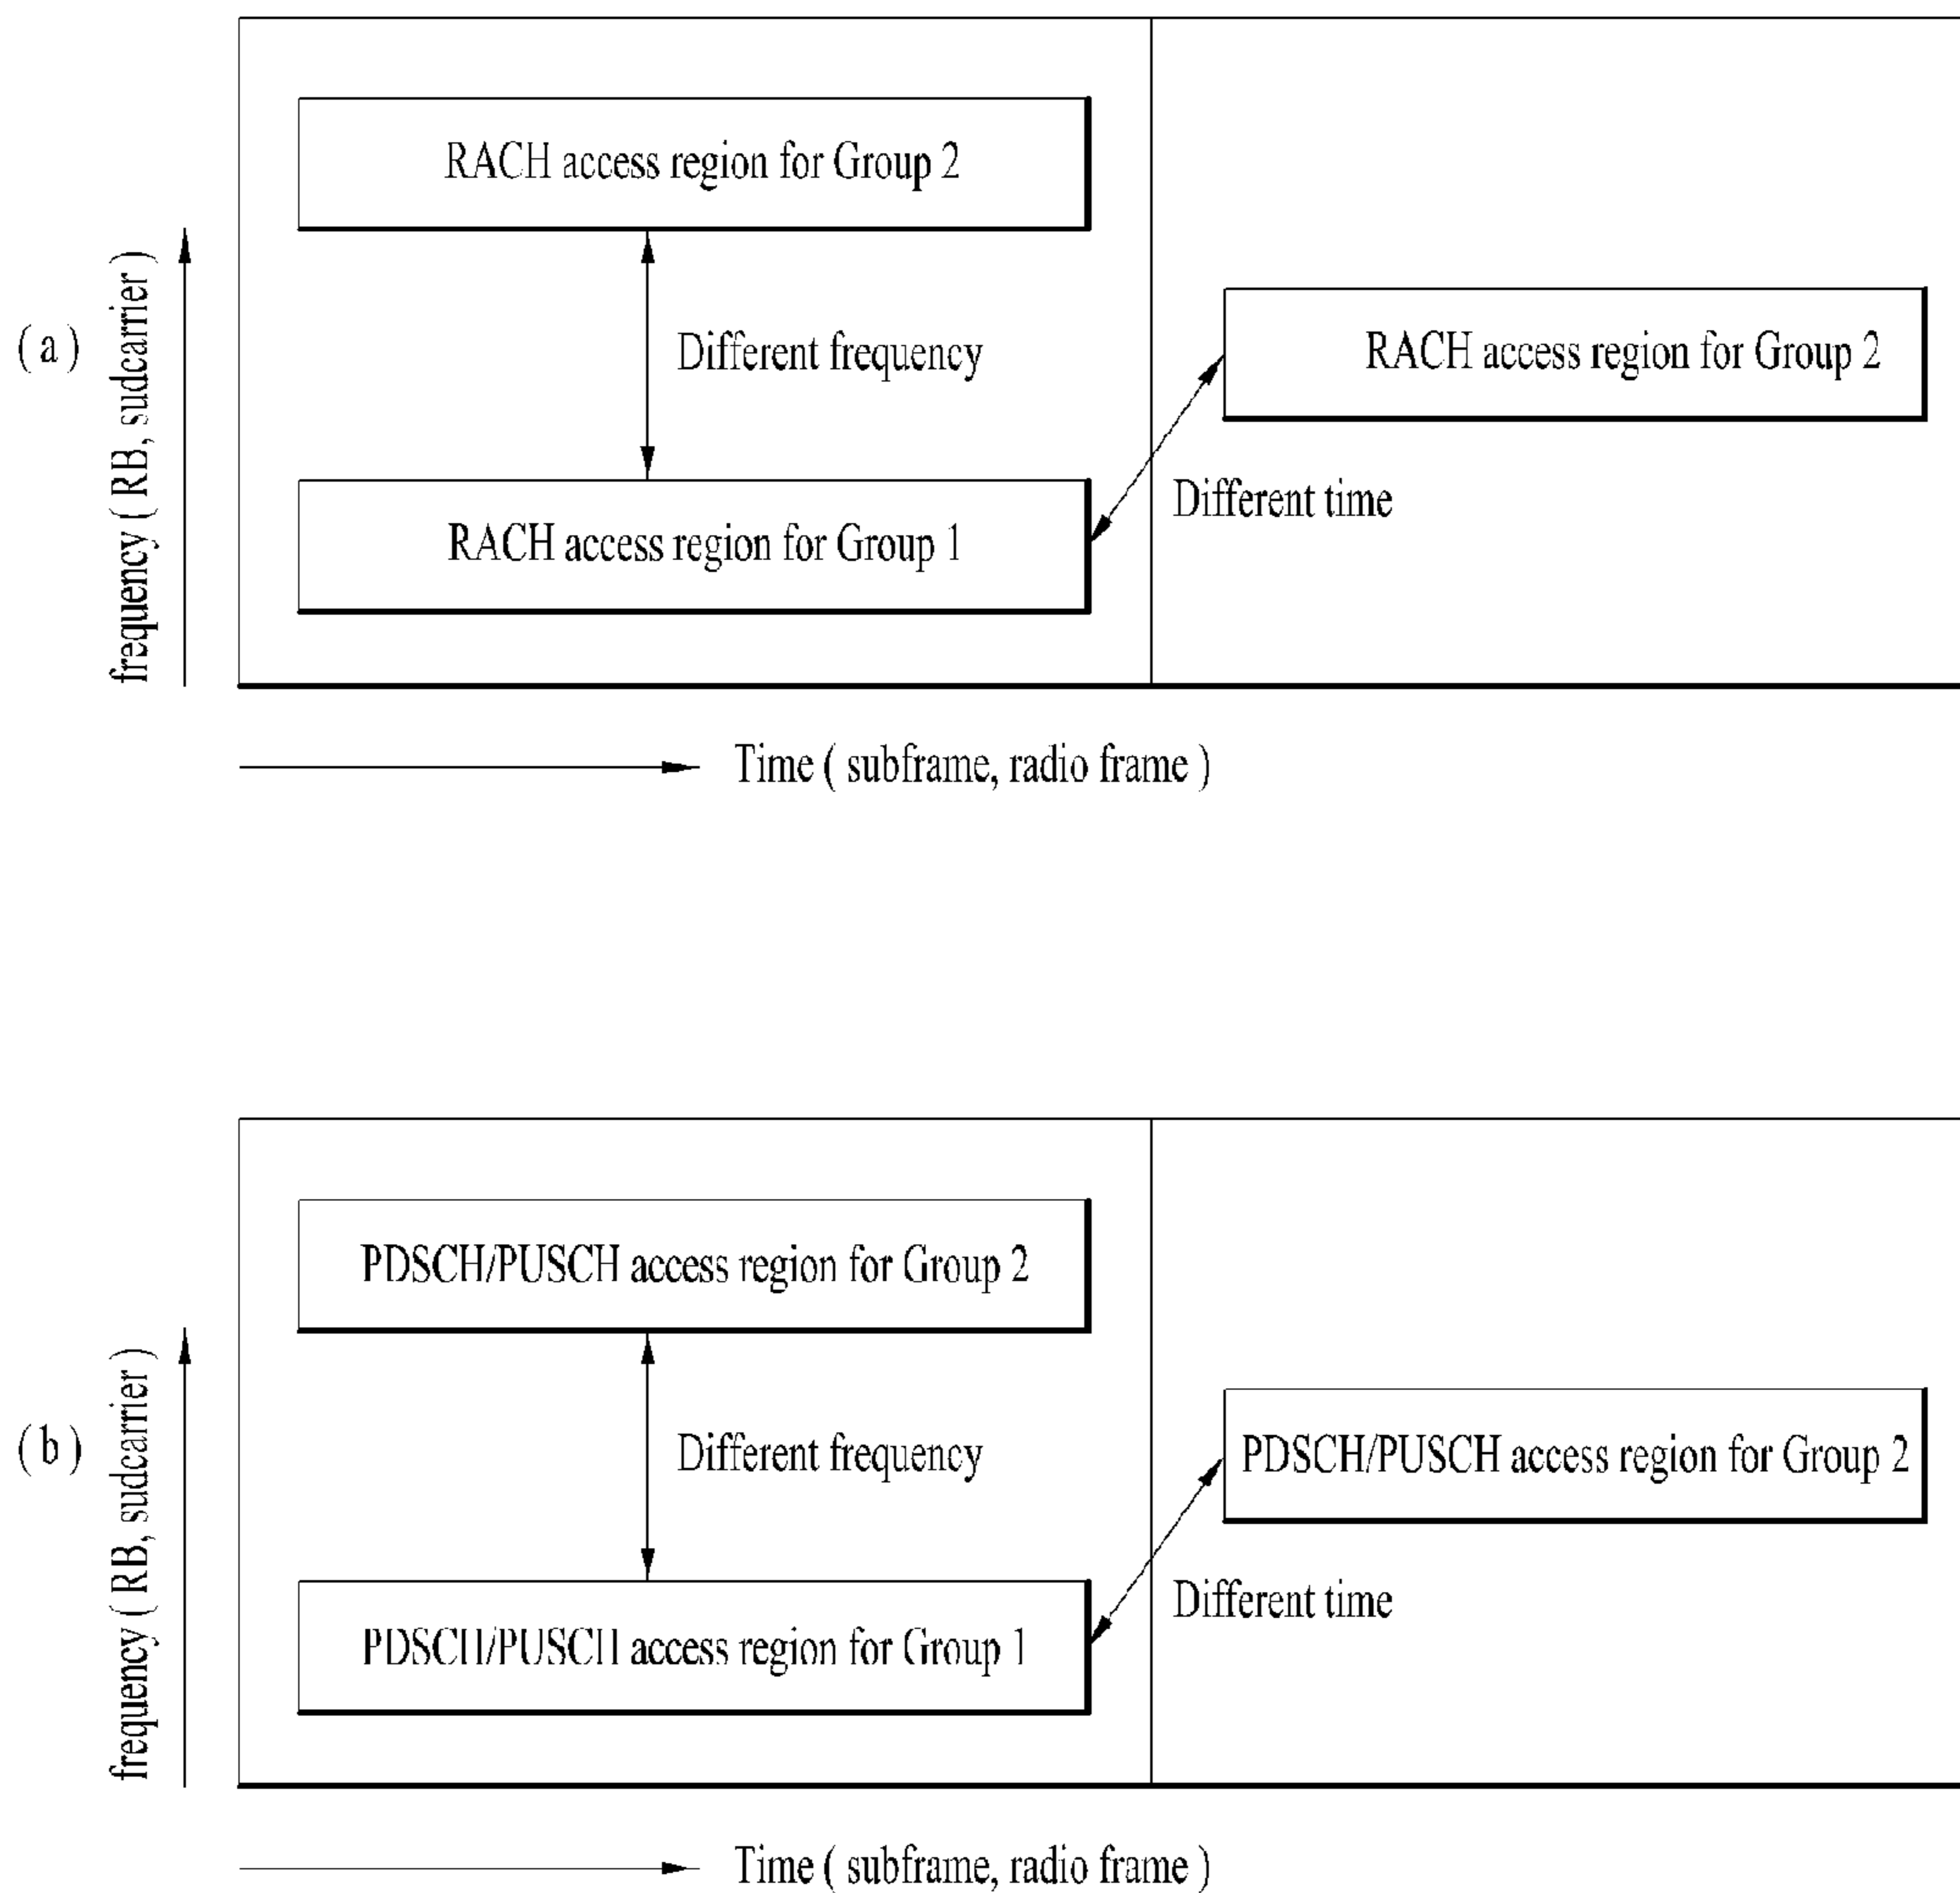 RACH access region for Group 2
( a )
frequency ( RB, sudcarrier )
Different frequency
RACH access region for Group 2
Different time
RACH access region for Group 1
Time ( subframe, radio frame )
PDSCH/PUSCH access region for Group 2
( b )
frequency ( RB, sudcarrier )
Different frequency
PDSCH/PUSCH access region for Group 2
Different time
PDSCH/PUSCH access region for Group 1
Time ( subframe, radio frame )